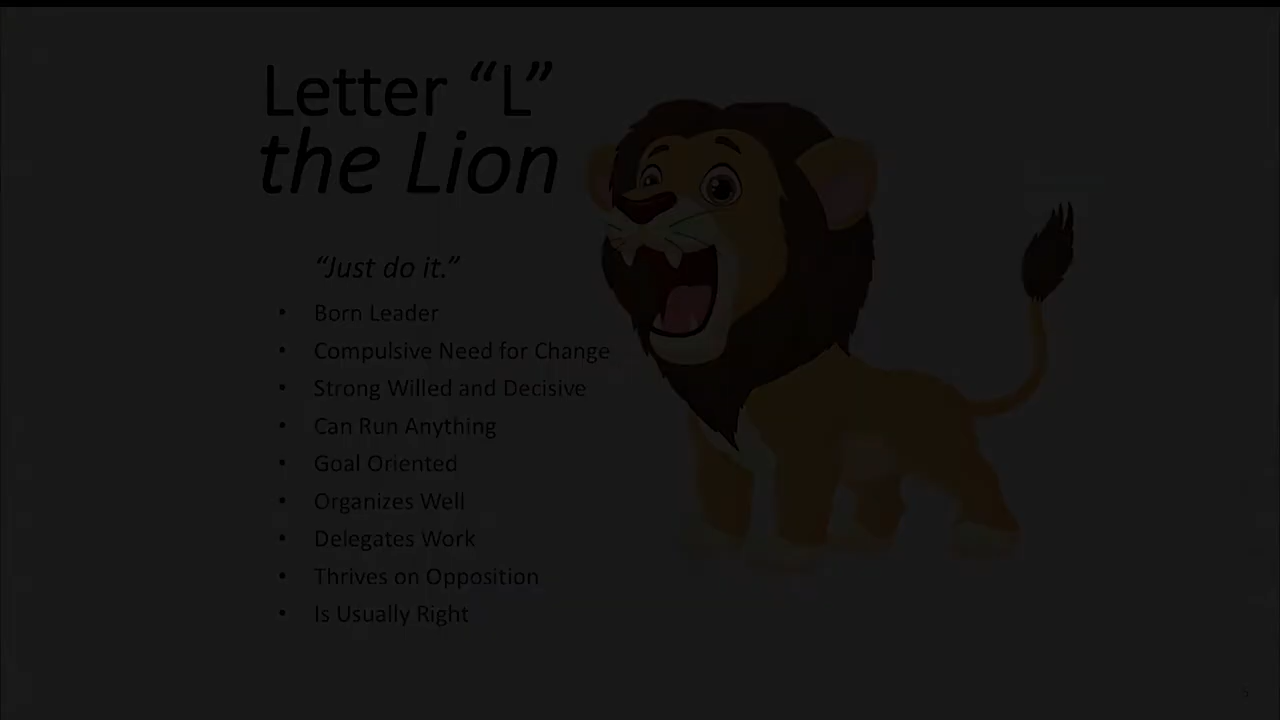 Letter “L”
the Lion
“Just do it.”
• Born Leader
• Compulsive Need for Change
• Strong Willed and Decisive
• Can Run Anything
• Goal Oriented
• Organizes Well
• Delegates Work
• Thrives on Opposition
• Is Usually Right
5